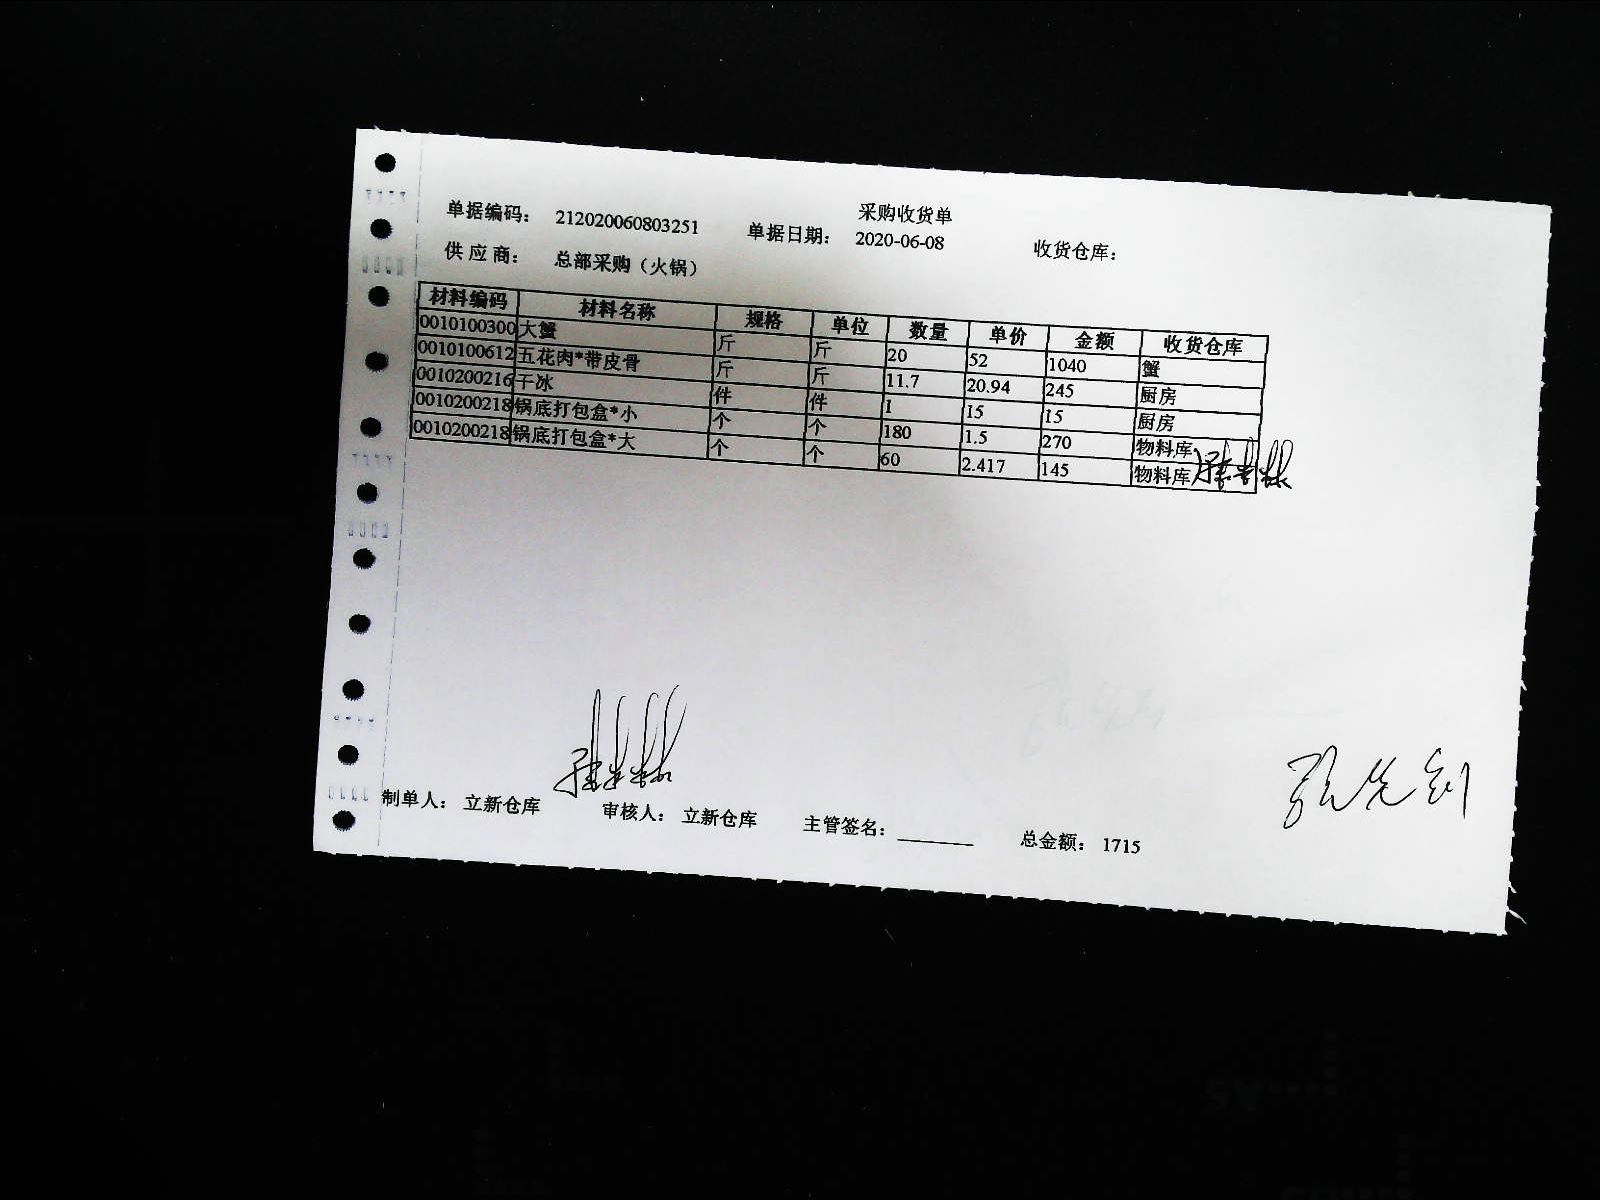 采购收货单
单据编码： 212020060803251 单据日期： 2020-06-08 收货仓库：
供 应 商： 总部采购（火锅）
材料编码 材料名称 规格 单位 数量 单价 金额 收货仓库
0010100300 大蟹 斤 斤 20 52 1040 蟹
0010100612 五花肉*带皮骨 斤 斤 11.7 20.94 245 厨房
0010200216 干冰 件 件 1 15 15 厨房
0010200218 锅底打包盒*小 个 个 180 1.5 270 物料库
0010200218 锅底打包盒*大 个 个 60 2.417 145 物料库
制单人： 立新仓库 审核人： 立新仓库 主管签名： 总金额： 1715